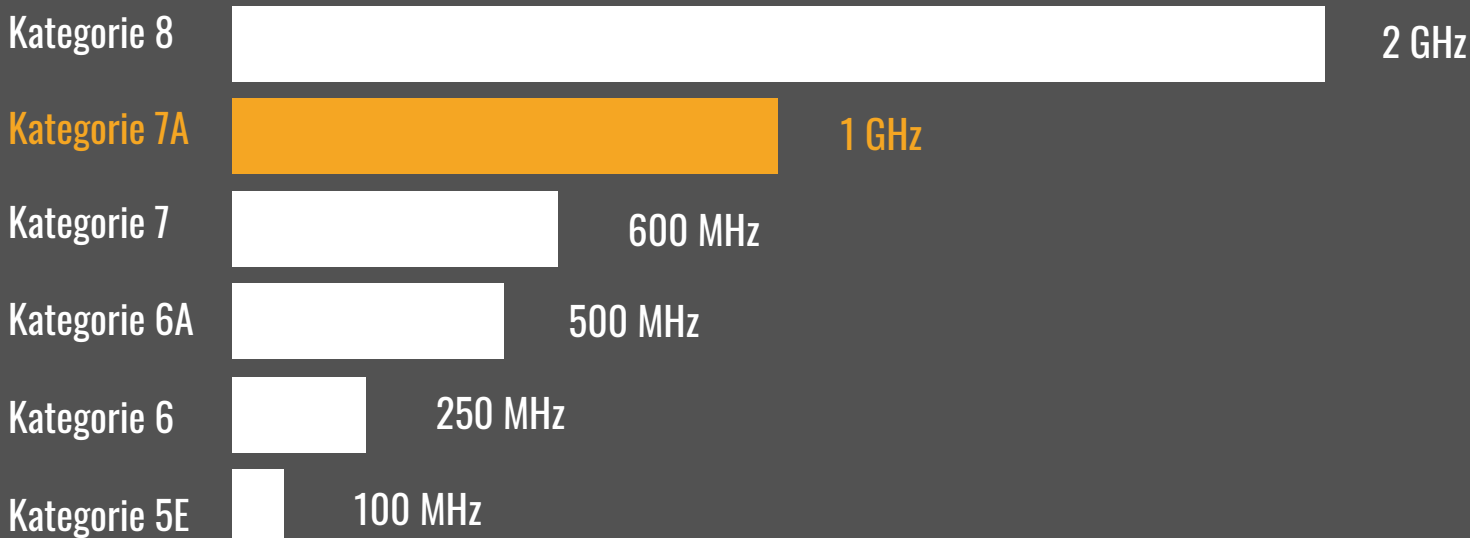 Kategorie 8
2 GHz
Kategorie 7A
1 GHz
Kategorie 7
600 MHz
Kategorie 6A
500 MHz
Kategorie 6
250 MHz
Kategorie 5E
100 MHz